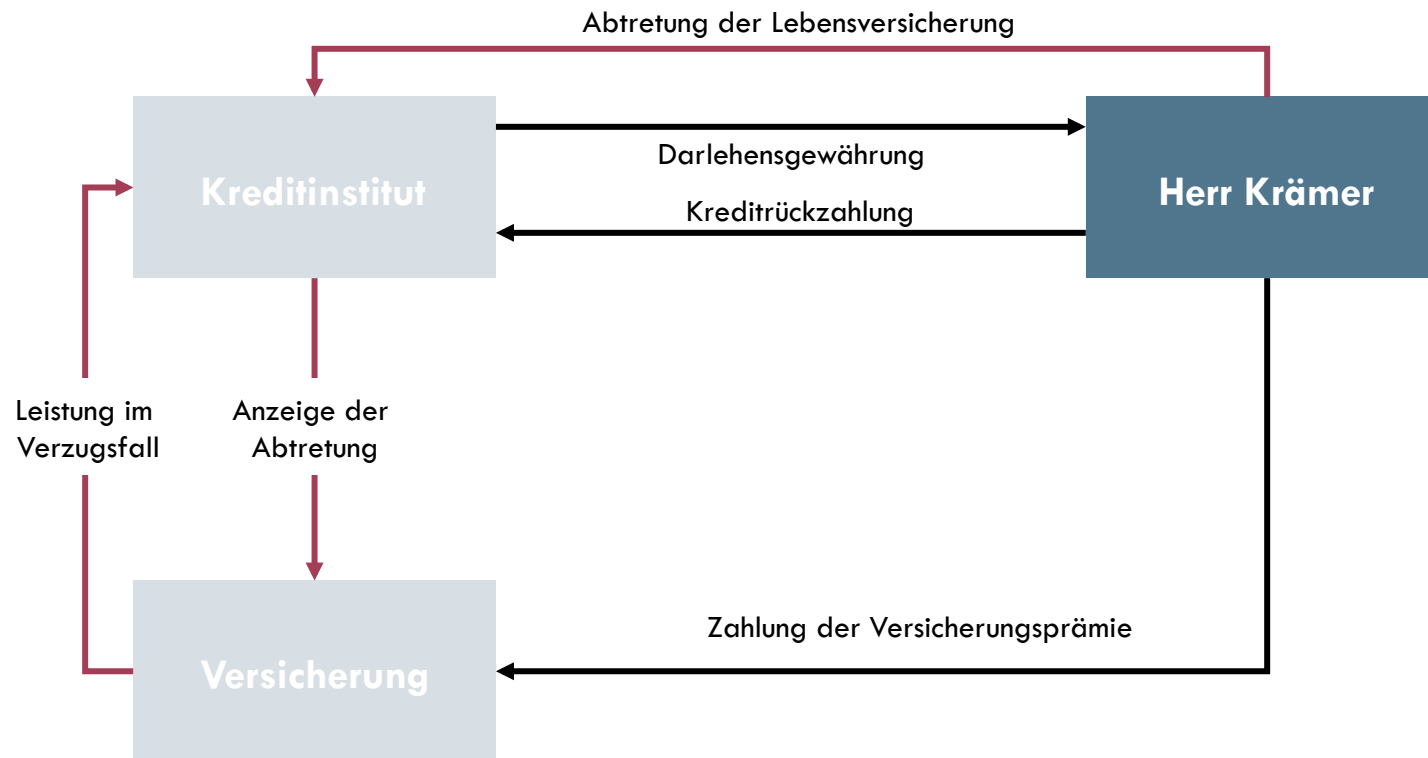 Abtretung der Lebensversicherung
Kreditinstitut
Darlehensgewährung
Kreditrückzahlung
Herr Krämer
Leistung im
Verzugsfall
Anzeige der
Abtretung
Zahlung der Versicherungsprämie
Versicherung